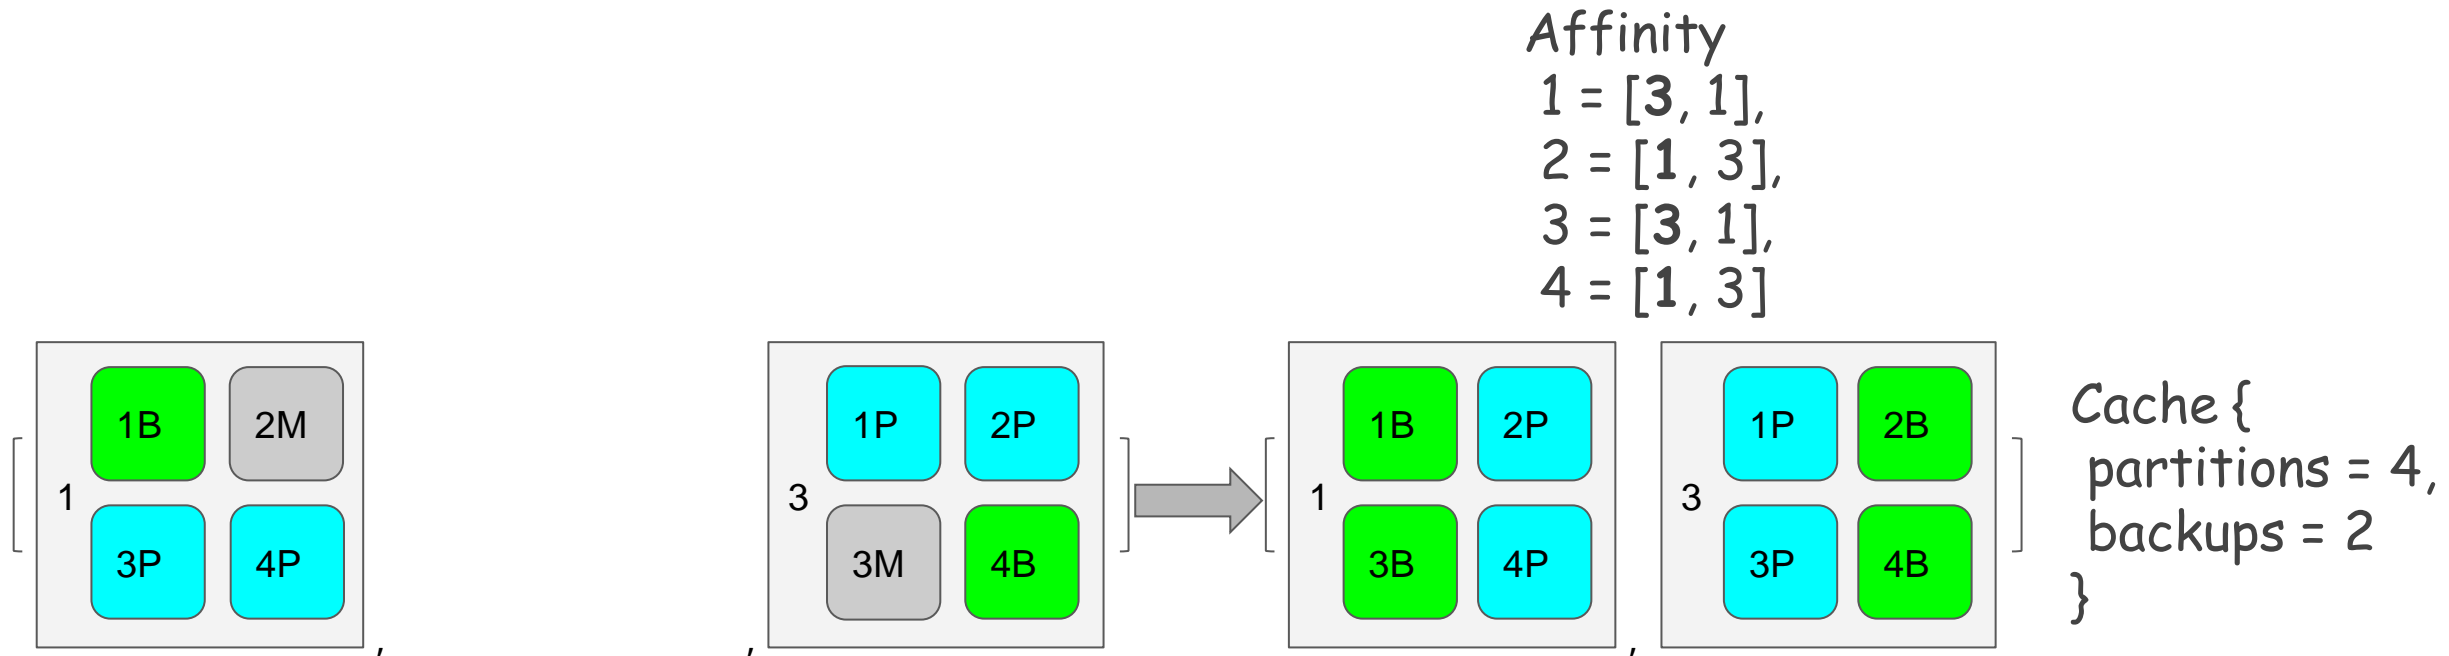 Affinity
1 = [3, 1],
2 = [1, 3],
3 = [3, 1],
4 = [1, 3]
[
1
1B
2M
3P
4P
,
,
3
1P
2P
3M
4B
]
[
1
1B
2P
3B
4P
,
3
1P
2B
3P
4B
]
Cache {
partitions = 4,
backups = 2
}